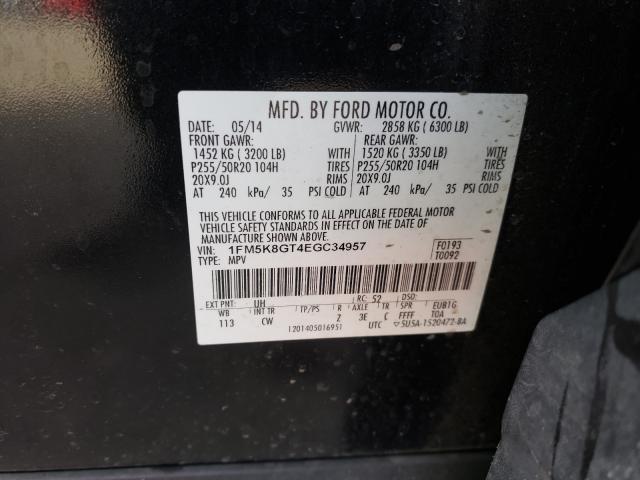 MFD. BY FORD MOTOR CO.
DATE: 05/14 GVWR: 2858 KG ( 6300 LB)
FRONT GAWR: REAR GAWR:
1452 KG ( 3200 LB) WITH 1520 KG ( 3350 LB) WITH
P255/50R20 104H TIRES P255/50R20 104H TIRES
20X9.0J RIMS 20X9.0J RIMS
AT 240 kPa/ 35 PSI COLD AT 240 kPa/ 35 PSI COLD
THIS VEHICLE CONFORMS TO ALL APPLICABLE FEDERAL MOTOR
VEHICLE SAFETY STANDARDS IN EFFECT ON THE DATE OF
MANUFACTURE SHOWN ABOVE.
VIN: 1FM5K8GT4EGC34957 F0193
TYPE: MPV T0092
EXT PNT: UH RC: 52 DSO:
WB INT TR TP/PS R AXLE TR SPR EUB1G
113 CW Z 3E C FFFF TOA
1201405016951 UTC ▽5U5A-1520472-BA